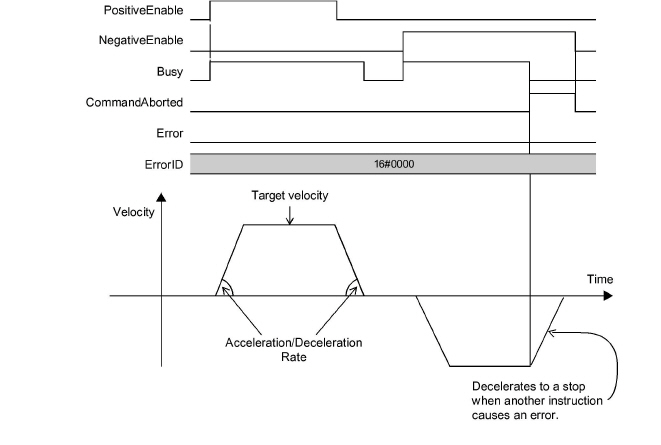 PositiveEnable
NegativeEnable
Busy
CommandAborted
Error
ErrorID
16#0000
Target velocity
Velocity
Time
Acceleration/Deceleration
Rate
Decelerates to a stop
when another instruction
causes an error.